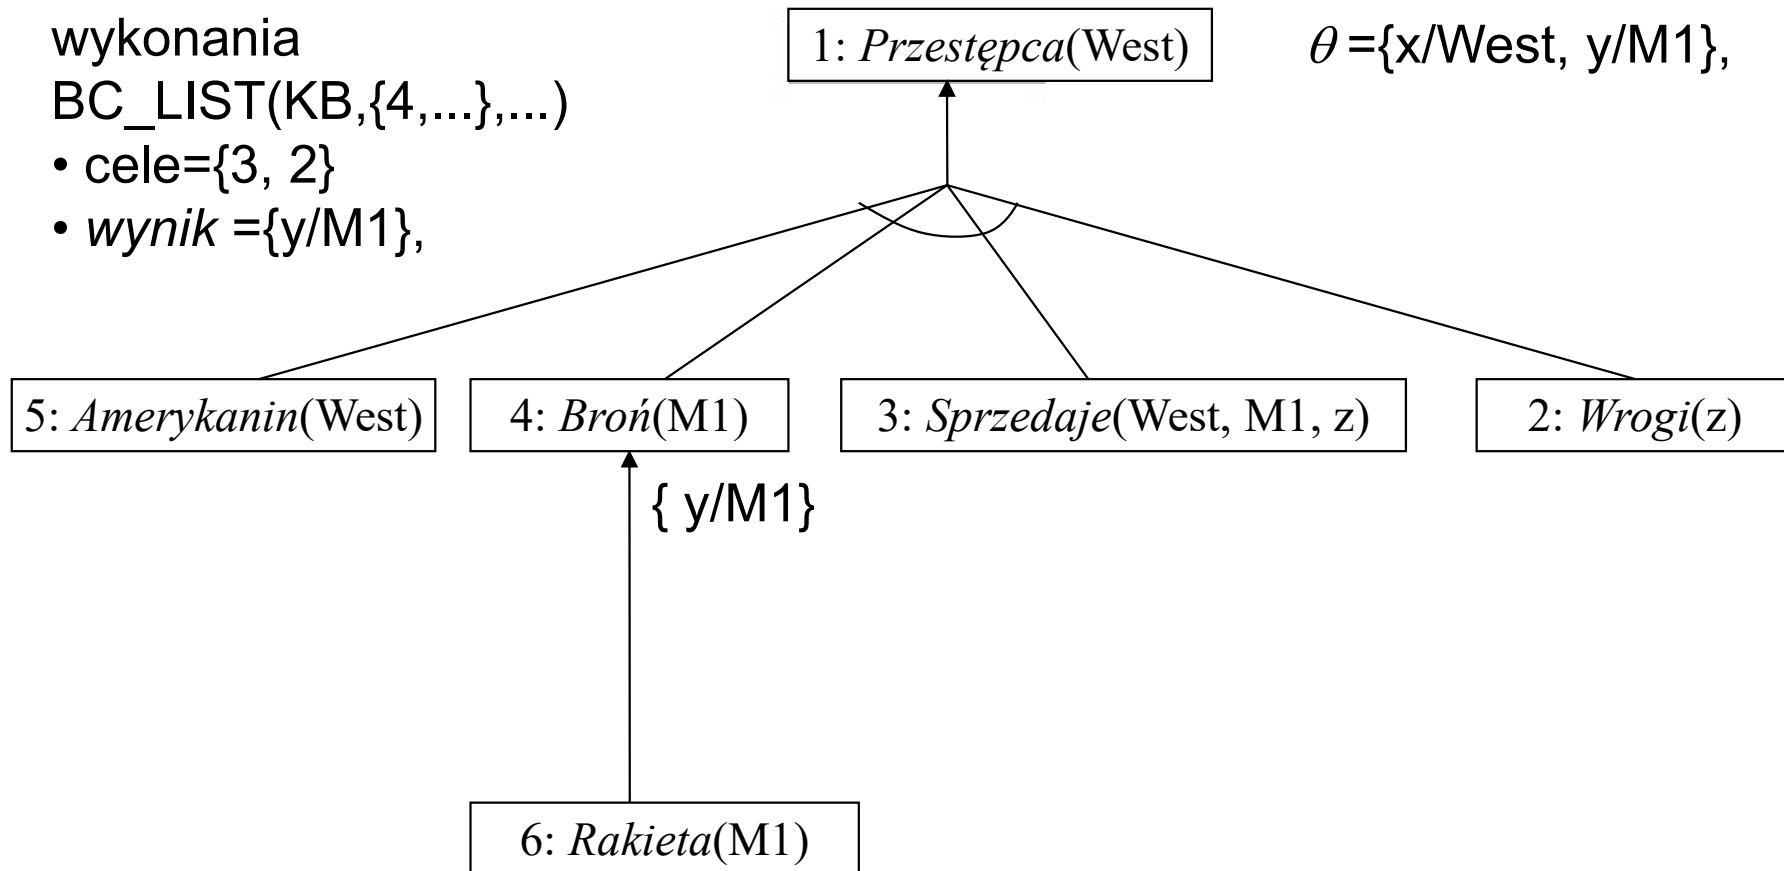 wykonania
BC_LIST(KB,{4,...},...)
• cele={3, 2}
• wynik ={y/M1},
1: Przestępca(West)
θ ={x/West, y/M1},
5: Amerykanin(West)
4: Broń(M1)
3: Sprzedaje(West, M1, z)
2: Wrogi(z)
{ y/M1}
6: Rakieta(M1)